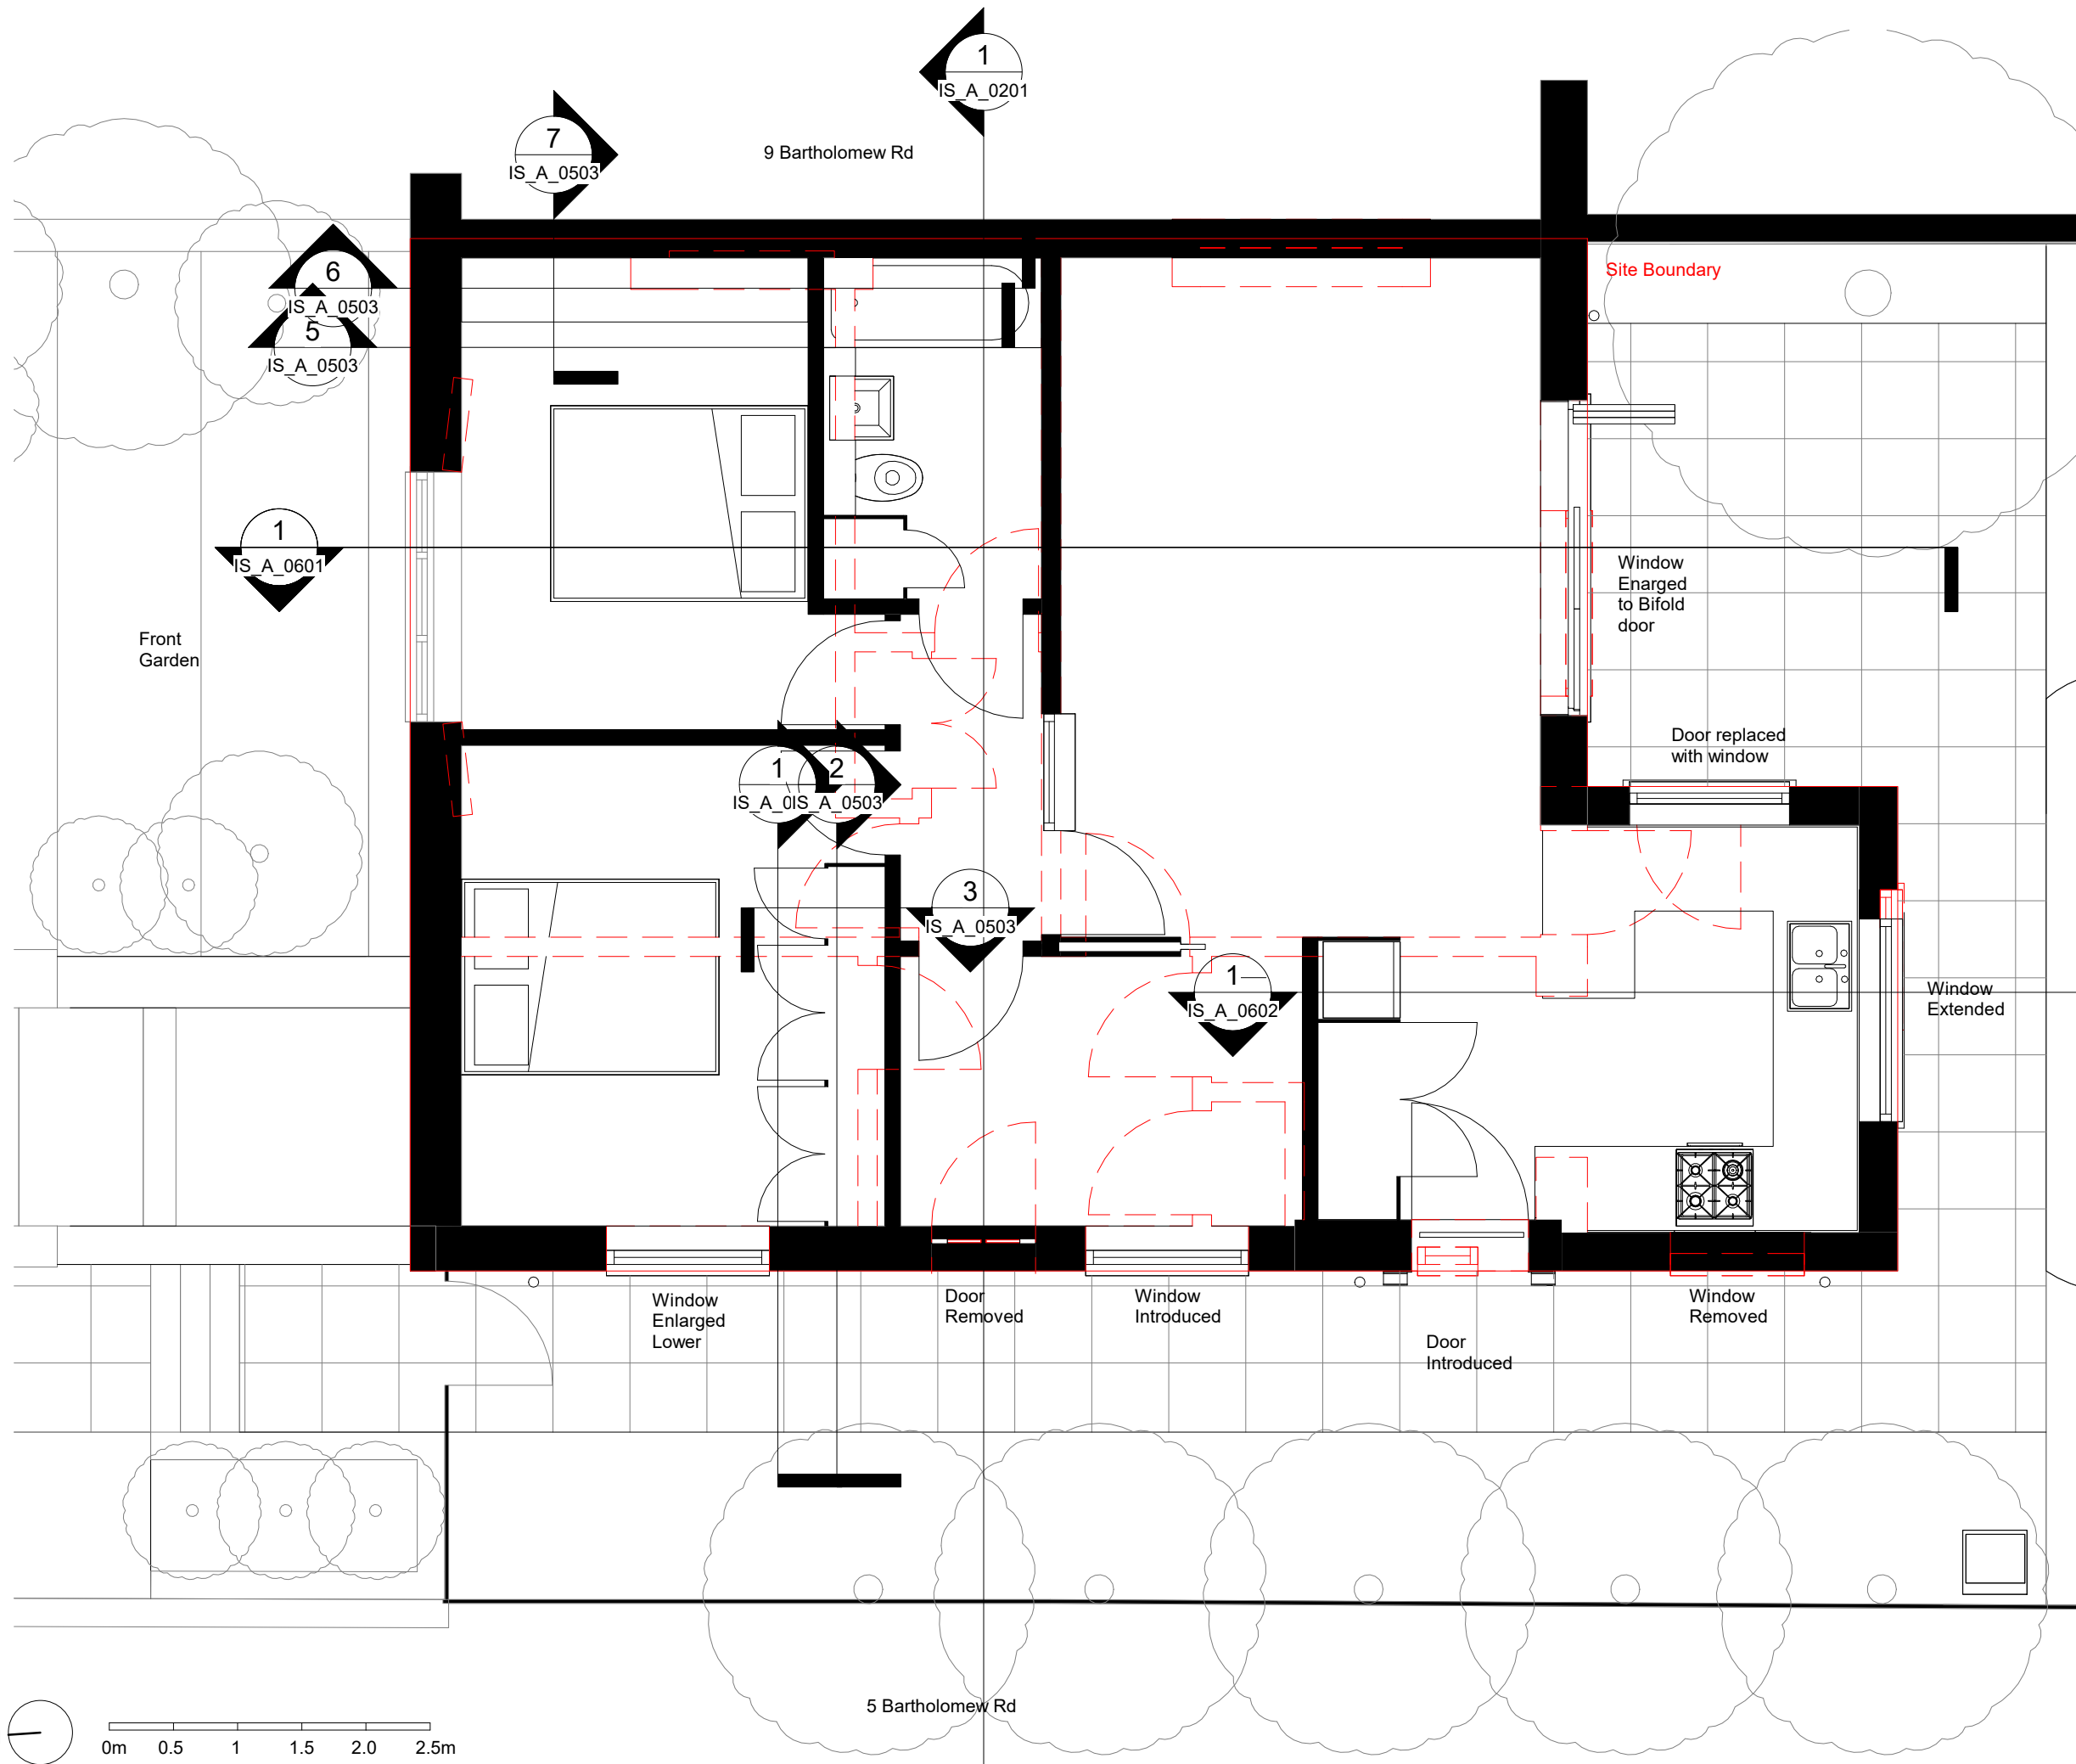 1
IS_A_0201
7
IS_A_0503
9 Bartholomew Rd
6
IS_A_0503
5
IS_A_0503
Site Boundary
1
IS_A_0601
Window
Enarged
to Bifold
door
Front
Garden
Door replaced
with window
1
IS_A_0
2
IS_A_0503
3
IS_A_0503
1
IS_A_0602
Window
Extended
Window
Enlarged
Lower
Door
Removed
Window
Introduced
Door
Introduced
Window
Removed
5 Bartholomew Rd
0m 0.5 1 1.5 2.0 2.5m